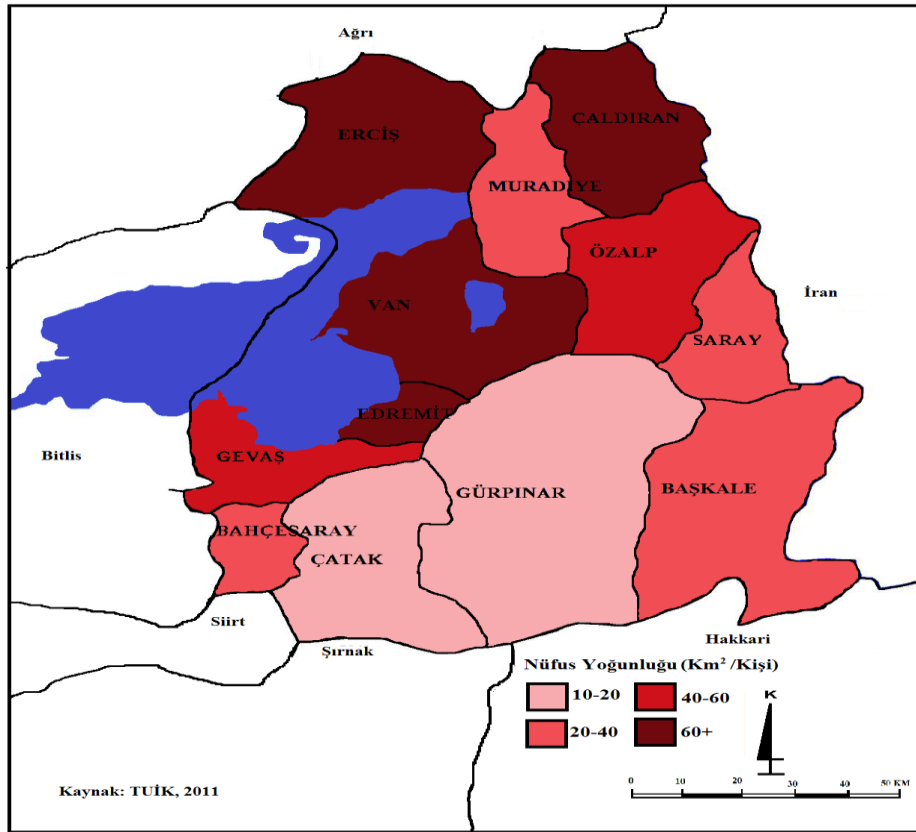 Ağrı
ERCİŞ
ÇALDIRAN
MURADİYE
ÖZALP
İran
VAN
SARAY
EDREMİT
Bitlis
GEVAŞ
GÜRPINAR
BAŞKALE
BAHÇESARAY
ÇATAK
Siirt
Şırnak
Hakkari
Nüfus Yoğunluğu (Km² /Kişi)
10-20
40-60
20-40
60+
K
0 10 20 30 40 50 KM
Kaynak: TUİK, 2011